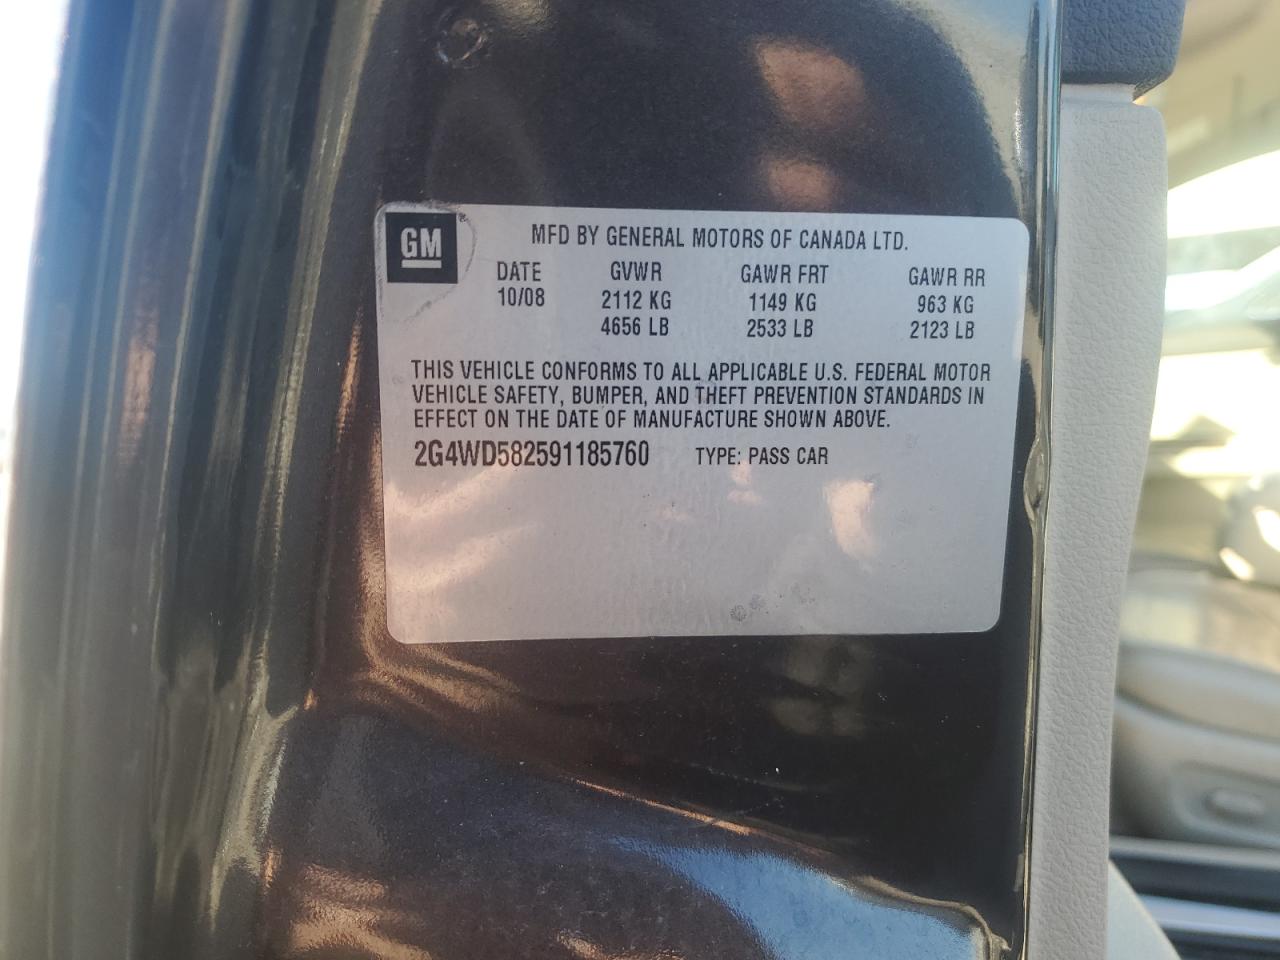 GM
MFD BY GENERAL MOTORS OF CANADA LTD.
DATE GVWR GAWR FRT GAWR RR
10/08 2112 KG 1149 KG 963 KG
4656 LB 2533 LB 2123 LB
THIS VEHICLE CONFORMS TO ALL APPLICABLE U.S. FEDERAL MOTOR
VEHICLE SAFETY, BUMPER, AND THEFT PREVENTION STANDARDS IN
EFFECT ON THE DATE OF MANUFACTURE SHOWN ABOVE.
2G4WD582591185760 TYPE: PASS CAR